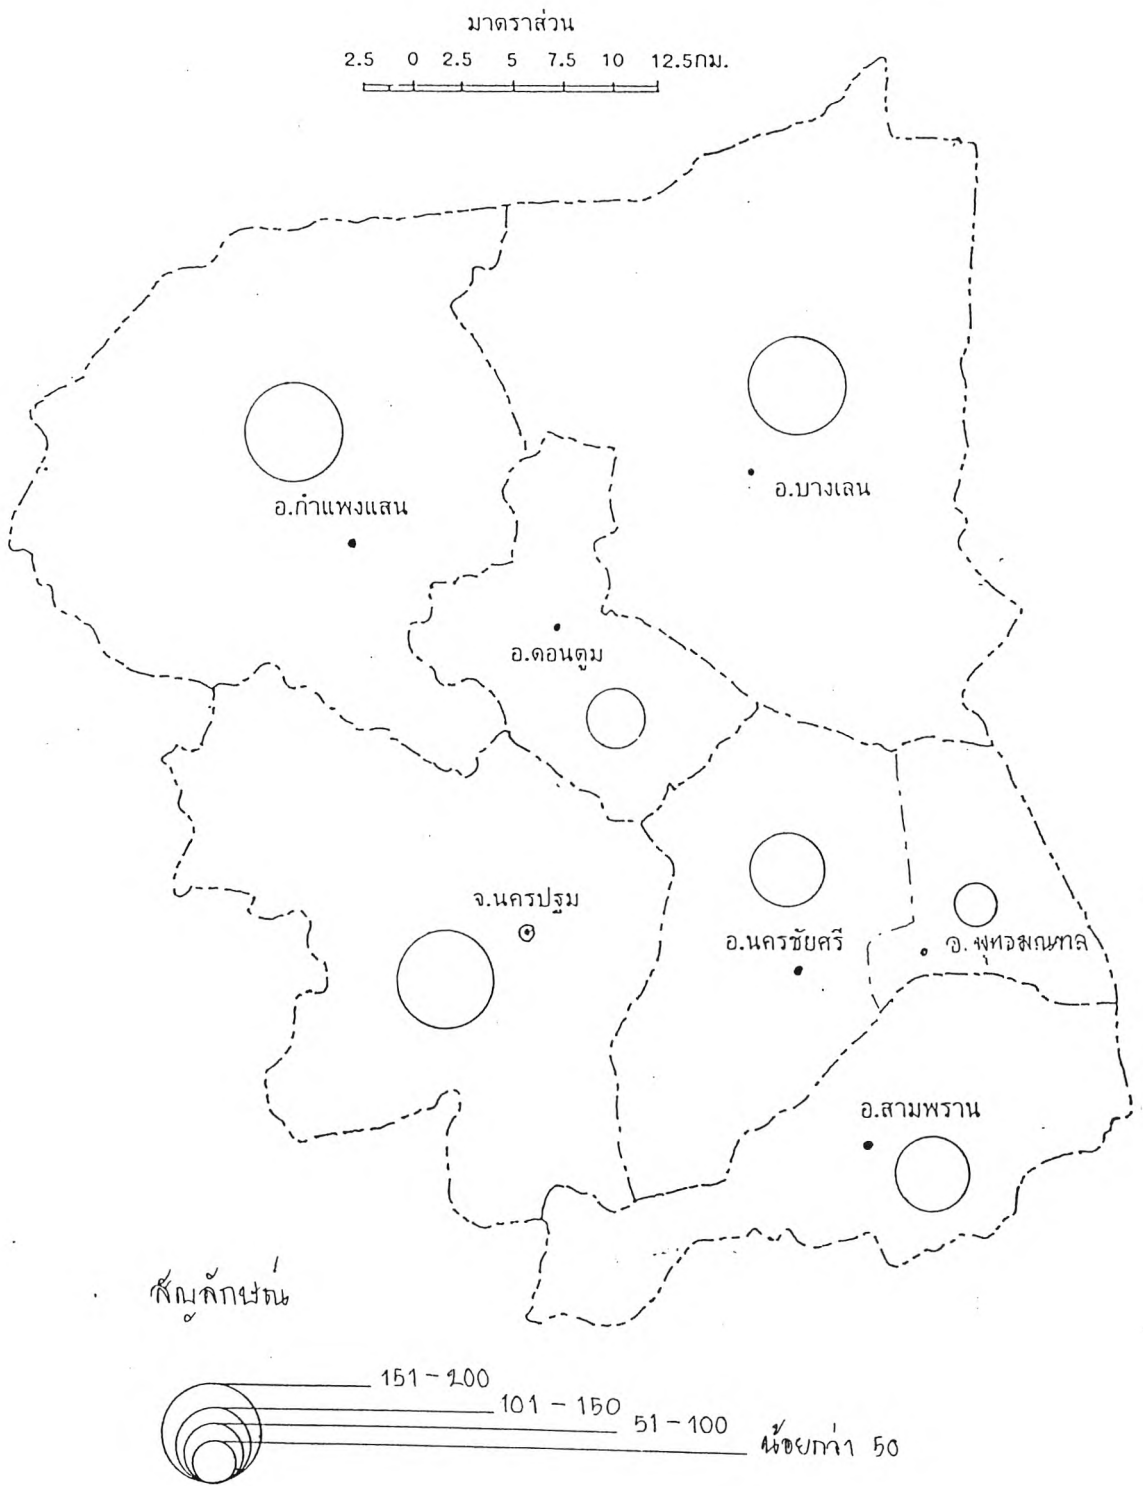 มาตราส่วน
2.5 0 2.5 5 7.5 10 12.5กม.
อ.บางเลน
อ.กำแพงแสน
อ.ดอนตูม
จ.นครปฐม
อ.นครชัยศรี
อ. พุทธมณฑล
อ.สามพราน
สัญลักษณ์
151-200
101-150
51-100
น้อยกว่า 50